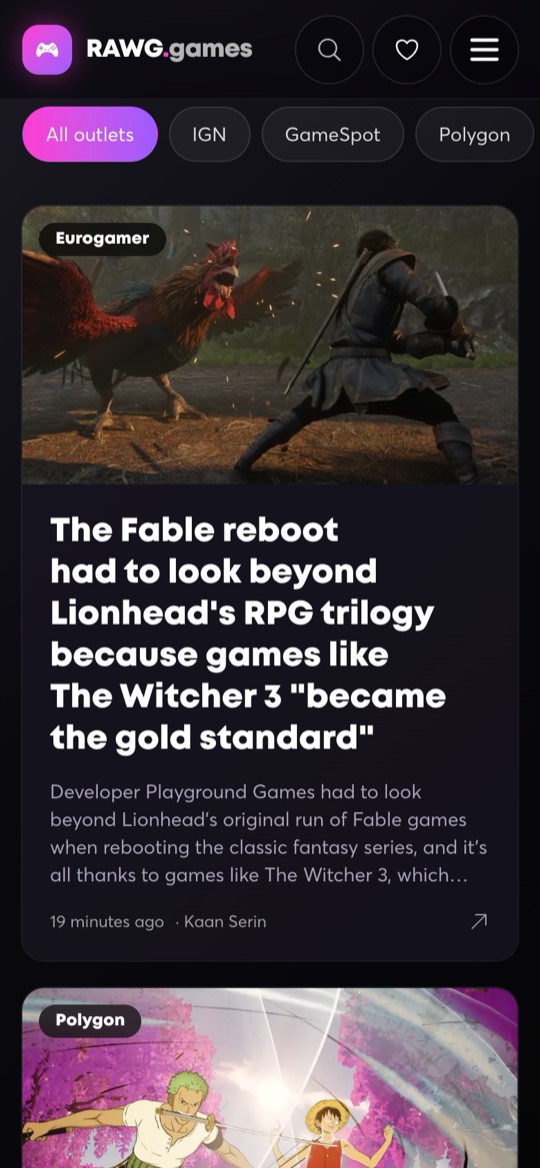 RAWG.games
All outlets
IGN
GameSpot
Polygon
Eurogamer
The Fable reboot
had to look beyond
Lionhead's RPG trilogy
because games like
The Witcher 3 "became
the gold standard"
Developer Playground Games had to look
beyond Lionhead's original run of Fable games
when rebooting the classic fantasy series, and it's
all thanks to games like The Witcher 3, which...
19 minutes ago · Kaan Serin
Polygon